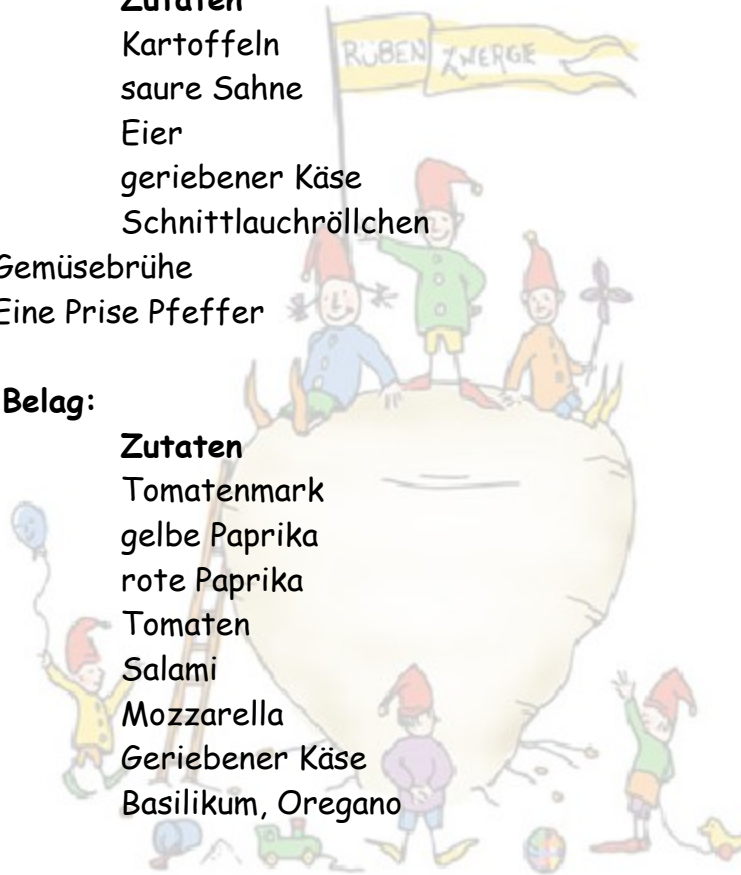 Zutaten
RÜBEN ZWERGE
Kartoffeln
saure Sahne
Eier
geriebener Käse
Schnittlauchröllchen
Gemüsebrühe
Eine Prise Pfeffer
Belag:
Zutaten
Tomatenmark
gelbe Paprika
rote Paprika
Tomaten
Salami
Mozzarella
Geriebener Käse
Basilikum, Oregano